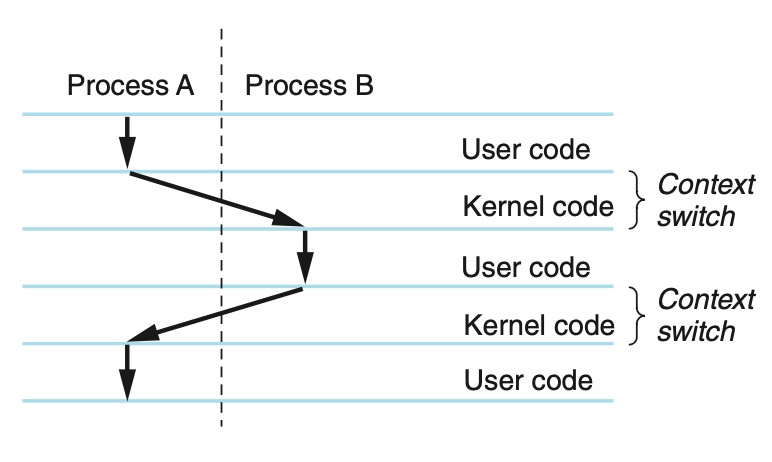 Process A
Process B
User code
Kernel code
Context
switch
User code
Kernel code
Context
switch
User code